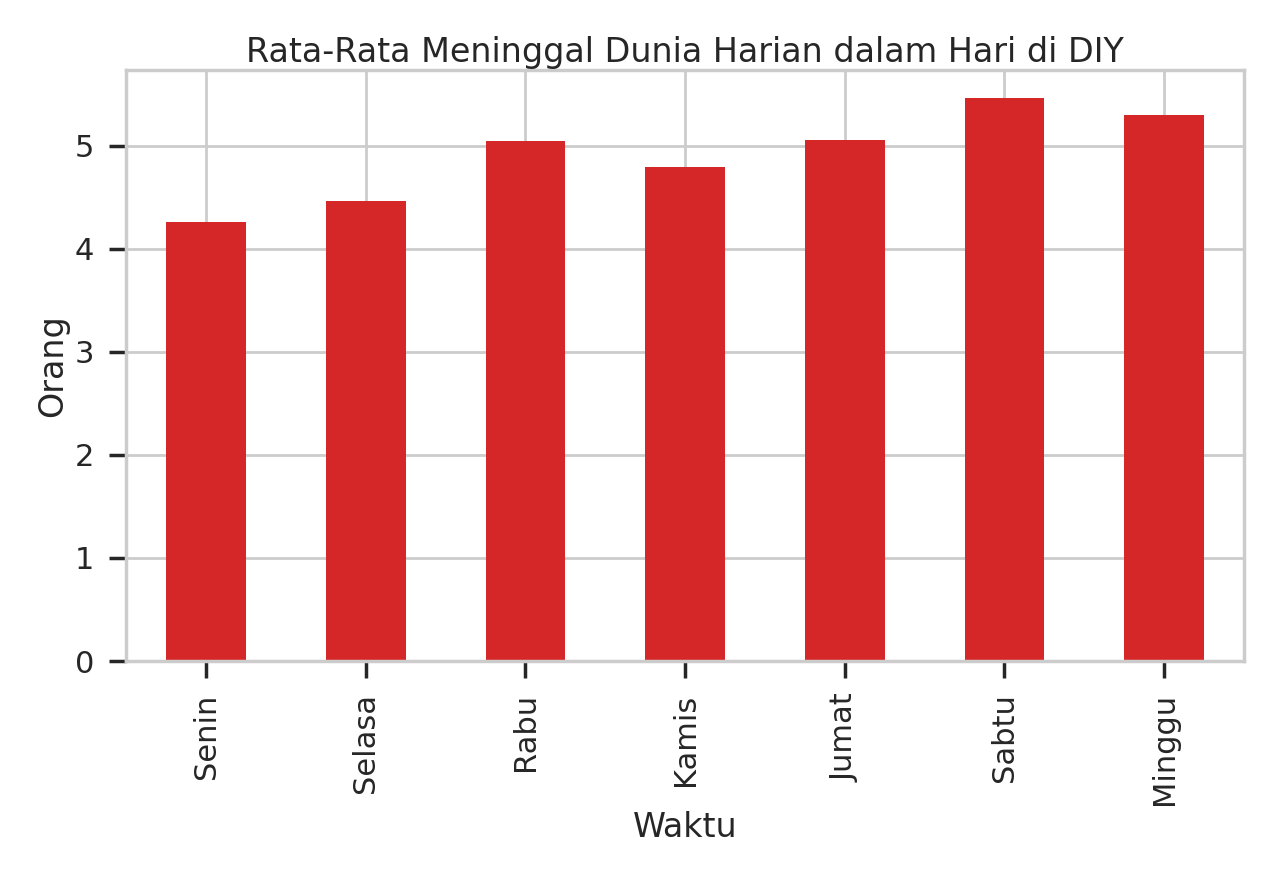 Rata-Rata Meninggal Dunia Harian dalam Hari di DIY
Orang
5
4
3
2
1
0
Senin
Selasa
Rabu
Kamis
Jumat
Sabtu
Minggu
Waktu